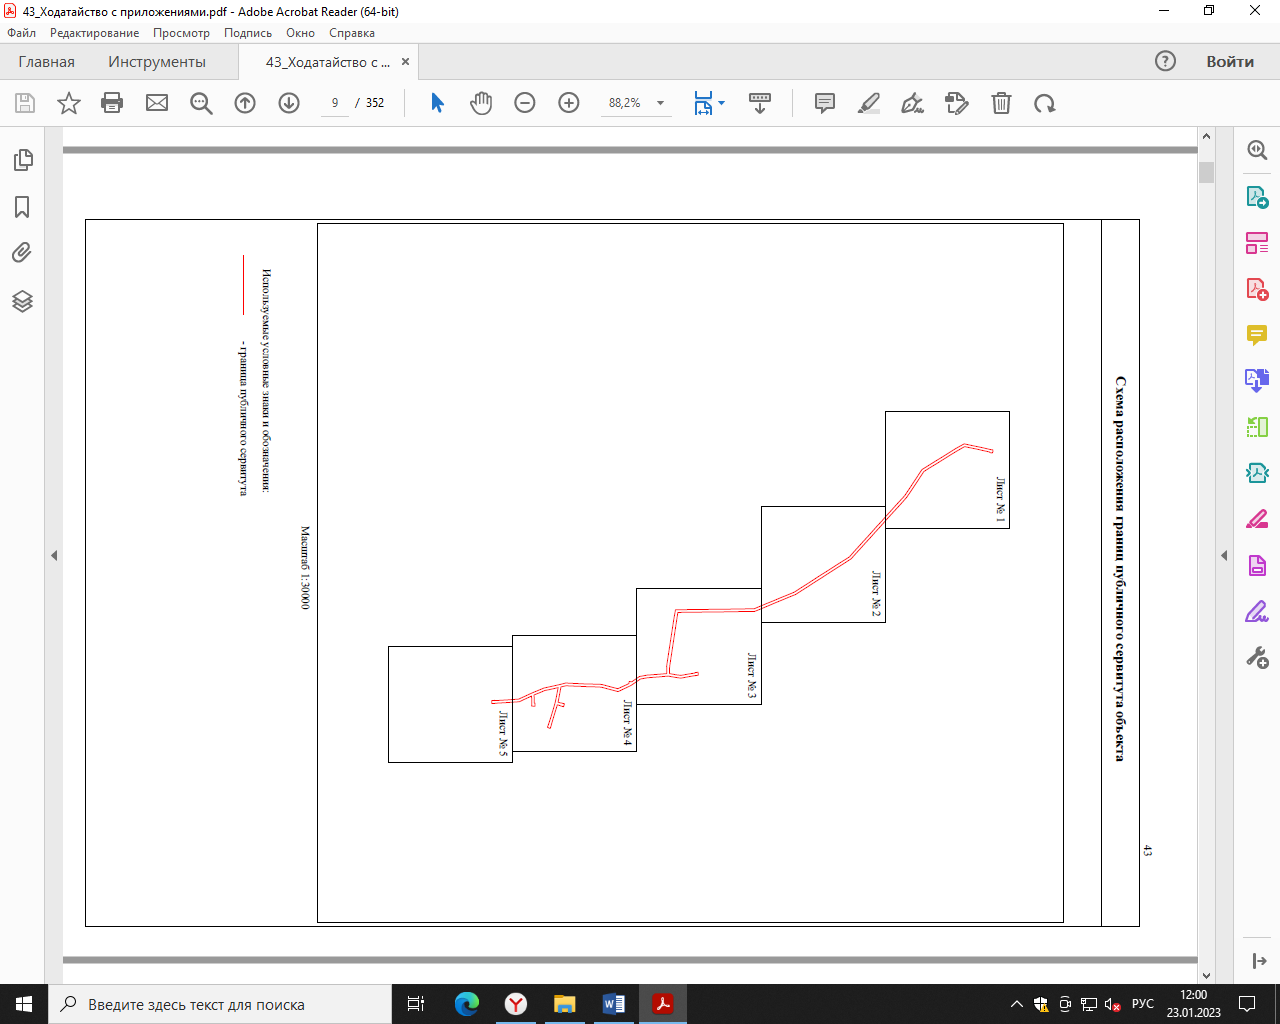 43_Ходатайство с приложениями.pdf - Adobe Acrobat Reader (64-bit)
Файл Редактирование Просмотр Подпись Окно Справка
Главная Инструменты 43_Ходатайство с ... × Войти
9 / 352 88,2%
43
Схема расположения границ публичного сервитута объекта
Лист № 1
Лист № 2
Лист № 3
Лист № 4
Лист № 5
Масштаб 1:30000
Используемые условные знаки и обозначения:
- граница публичного сервитута
Введите здесь текст для поиска
РУС
12:00
23.01.2023